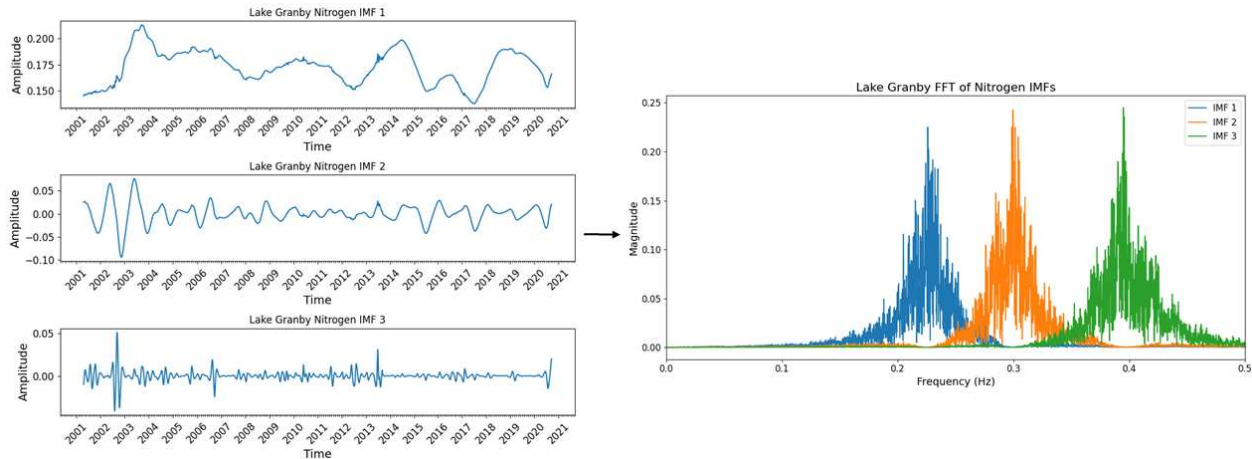 Lake Granby Nitrogen IMF 1
Amplitude
0.200
0.175
0.150
2001 2002 2003 2004 2005 2006 2007 2008 2009 2010 2011 2012 2013 2014 2015 2016 2017 2018 2019 2020 2021
Time
Lake Granby Nitrogen IMF 2
Amplitude
0.05
0.00
−0.05
−0.10
2001 2002 2003 2004 2005 2006 2007 2008 2009 2010 2011 2012 2013 2014 2015 2016 2017 2018 2019 2020 2021
Time
Lake Granby Nitrogen IMF 3
Amplitude
0.05
0.00
2001 2002 2003 2004 2005 2006 2007 2008 2009 2010 2011 2012 2013 2014 2015 2016 2017 2018 2019 2020 2021
Time
Lake Granby FFT of Nitrogen IMFs
Magnitude
0.25
0.20
0.15
0.10
0.05
0.00
IMF 1
IMF 2
IMF 3
0.0 0.1 0.2 0.3 0.4 0.5
Frequency (Hz)